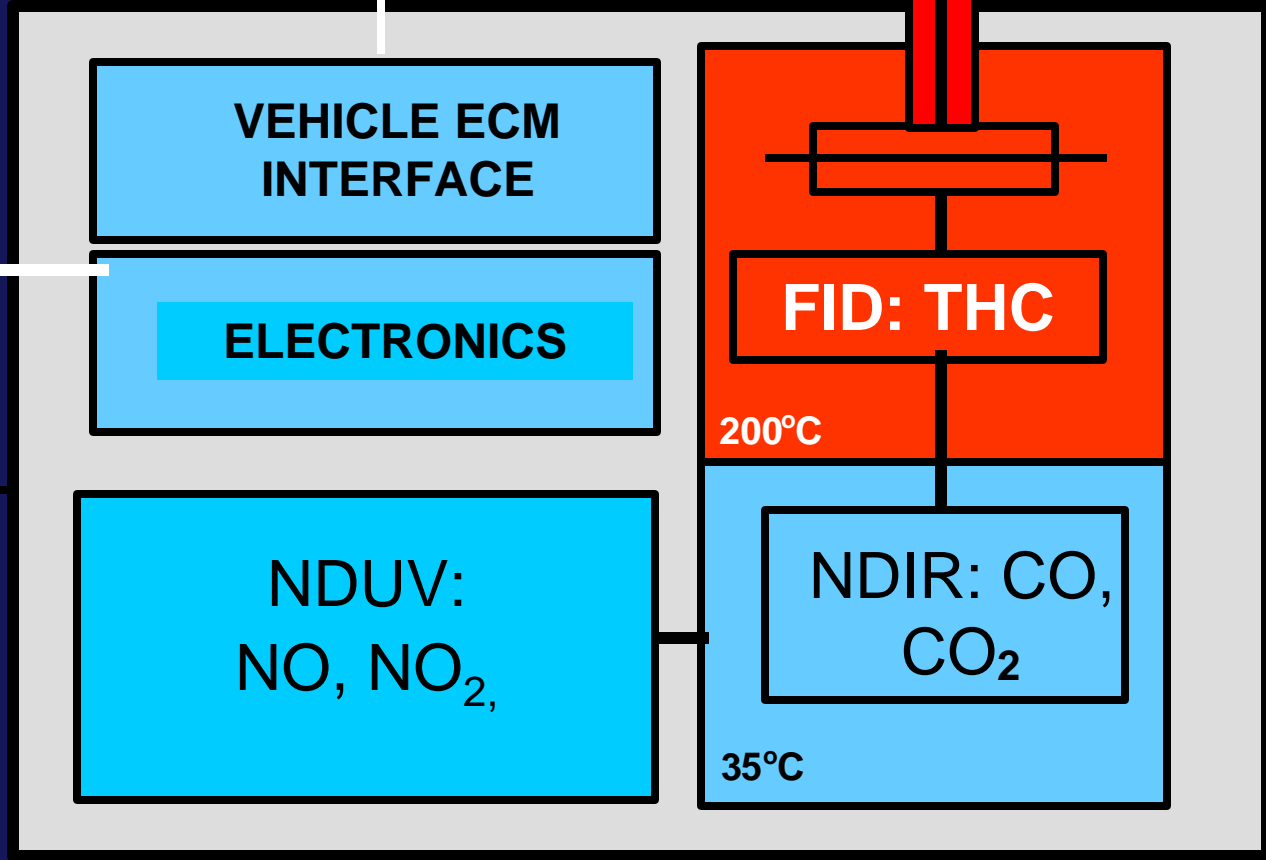 VEHICLE ECM
INTERFACE
ELECTRONICS
FID: THC
200°C
NDUV:
NO, NO₂,
NDIR: CO,
CO₂
35°C